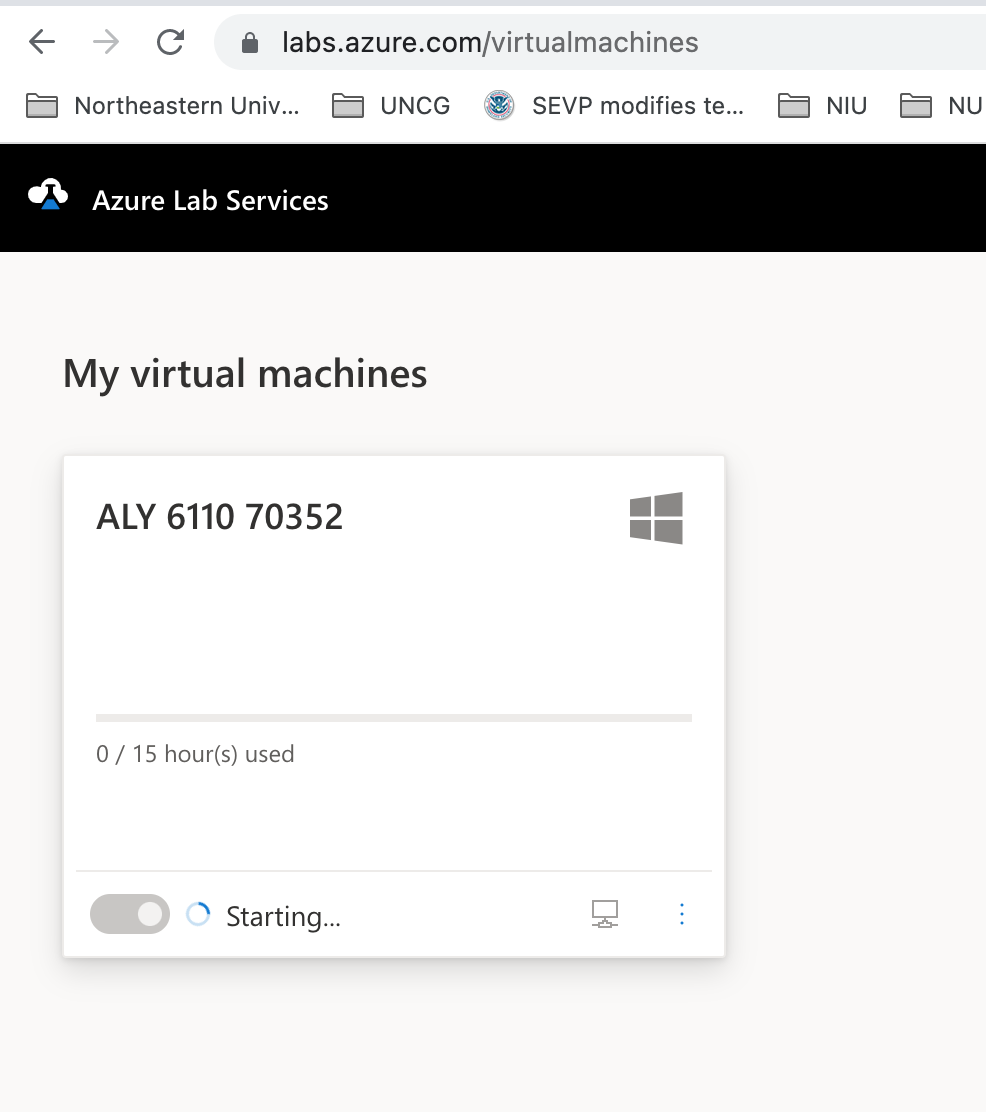 labs.azure.com/virtualmachines
Northeastern Univ... UNCG SEVP modifies te... NIU NU
Azure Lab Services
My virtual machines
ALY 6110 70352
0 / 15 hour(s) used
Starting...